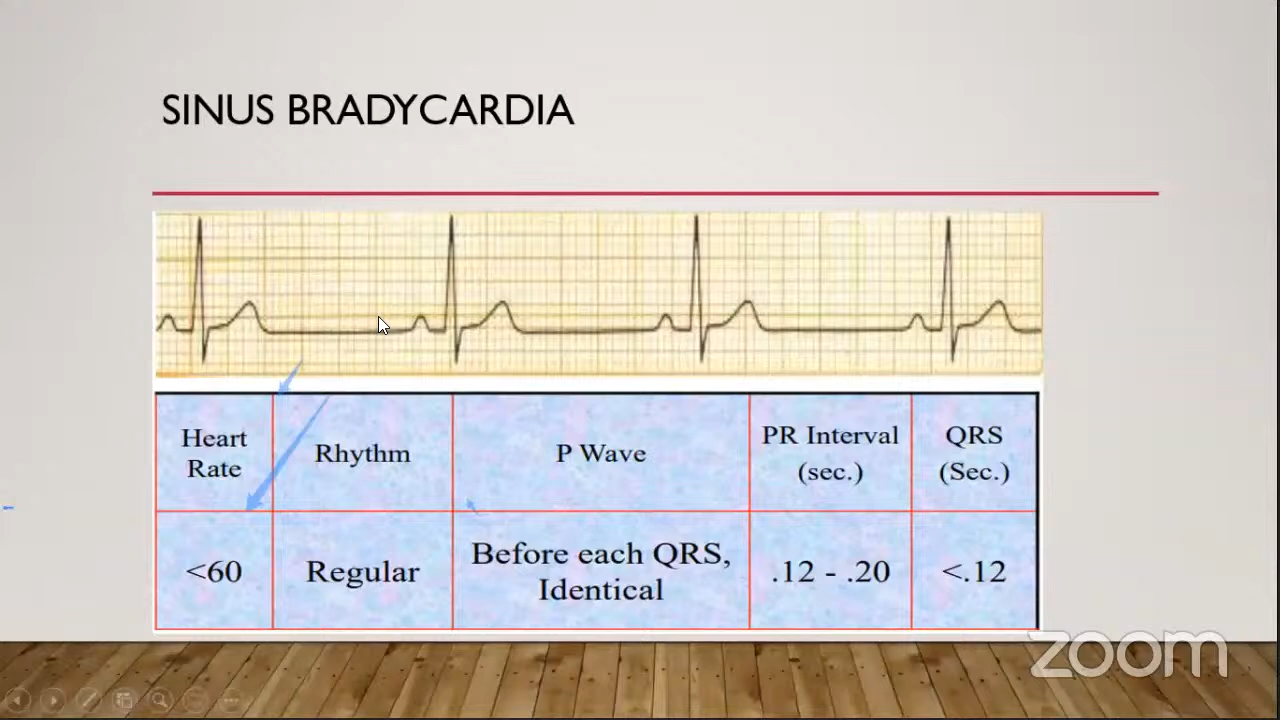 SINUS BRADYCARDIA
Heart
Rate
Rhythm
P Wave
PR Interval
(sec.)
QRS
(Sec.)
<60
Regular
Before each QRS,
Identical
.12 - .20
<.12
zoom